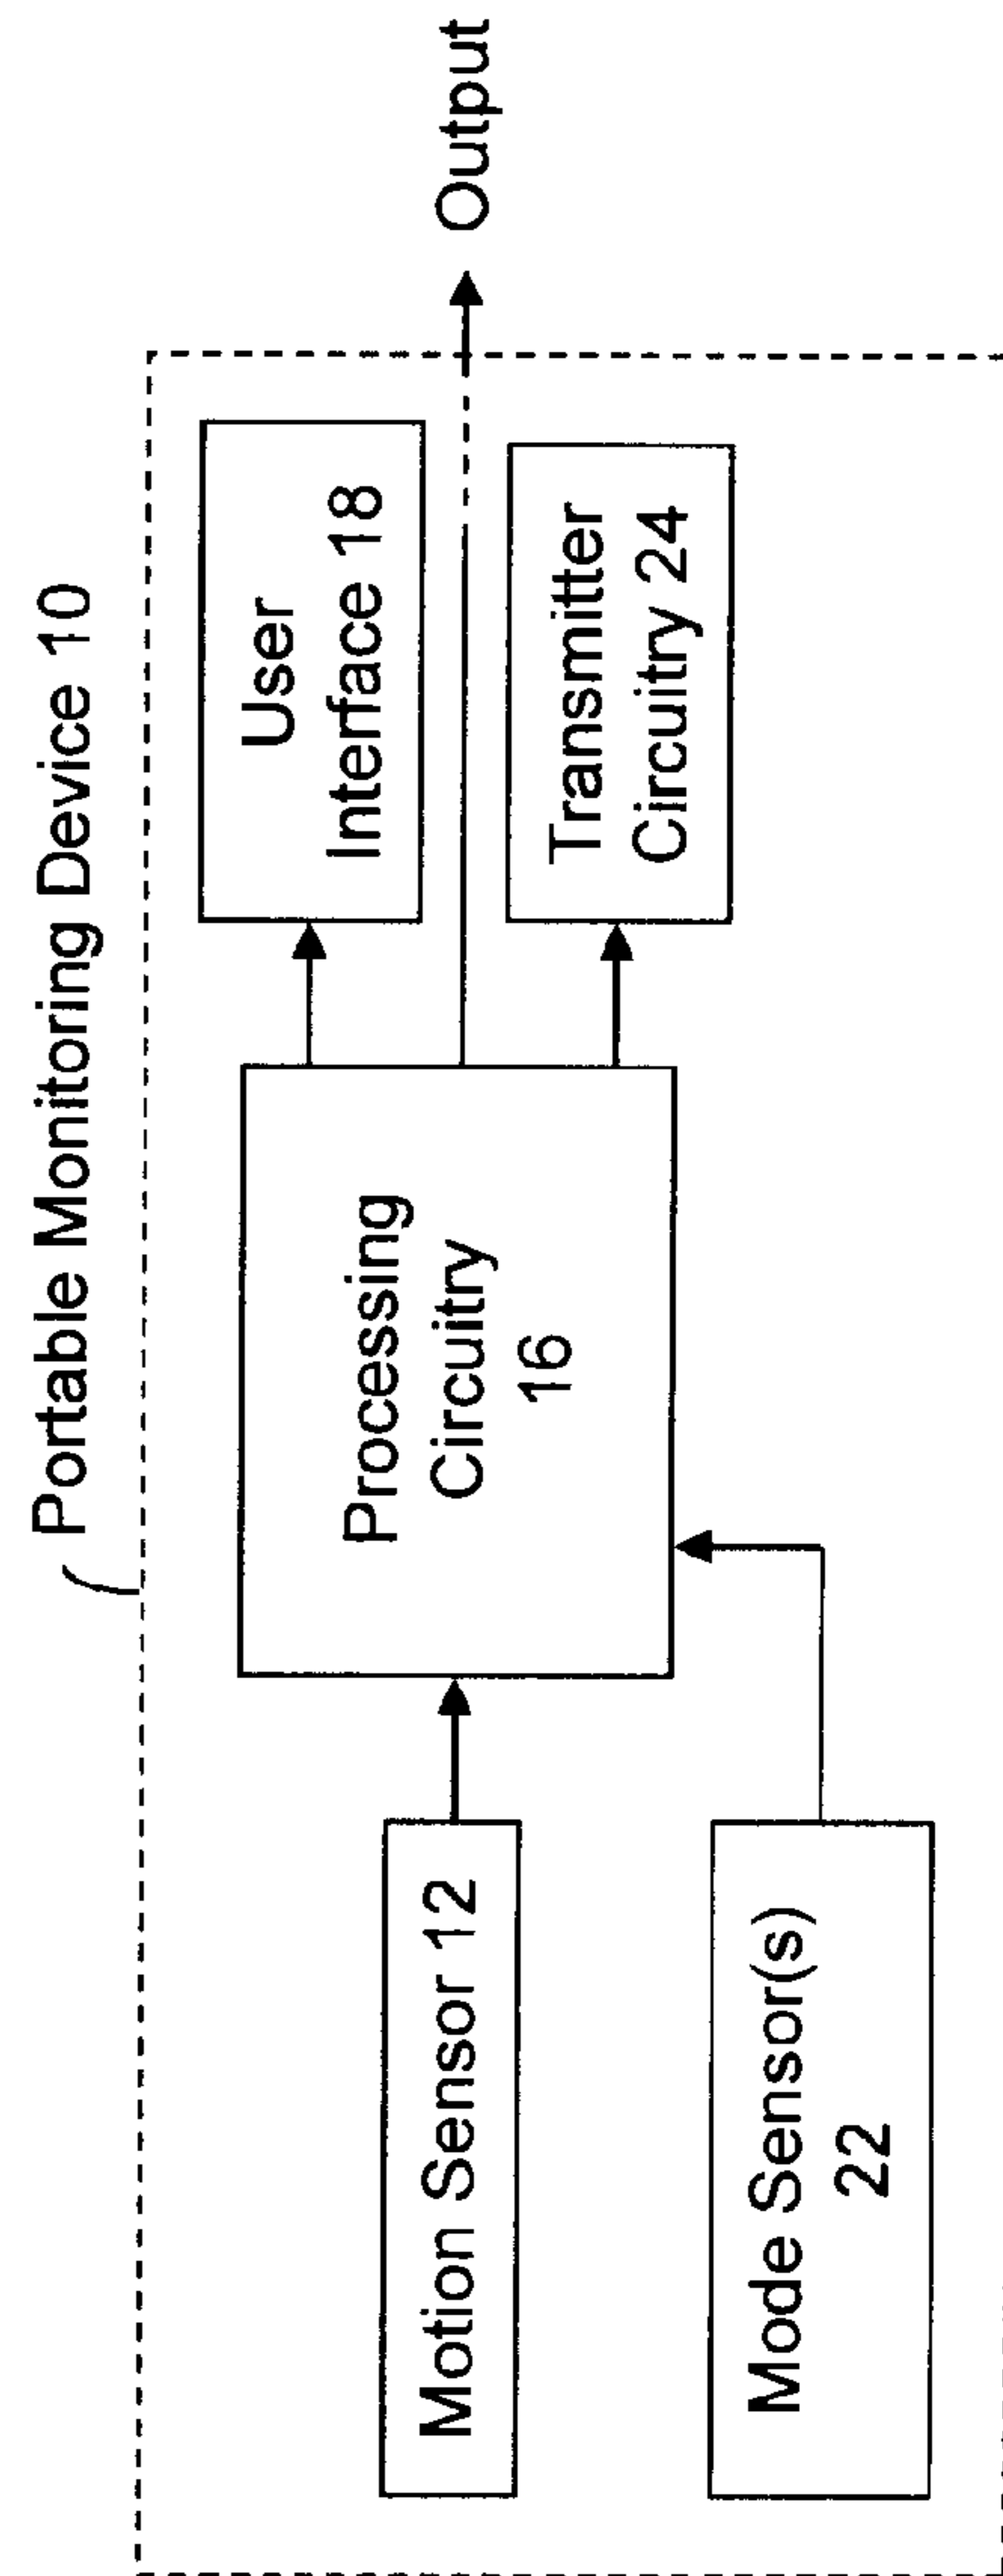 Portable Monitoring Device 10
Motion Sensor 12
Mode Sensor(s)
22
Processing
Circuitry
16
User
Interface 18
Transmitter
Circuitry 24
Output